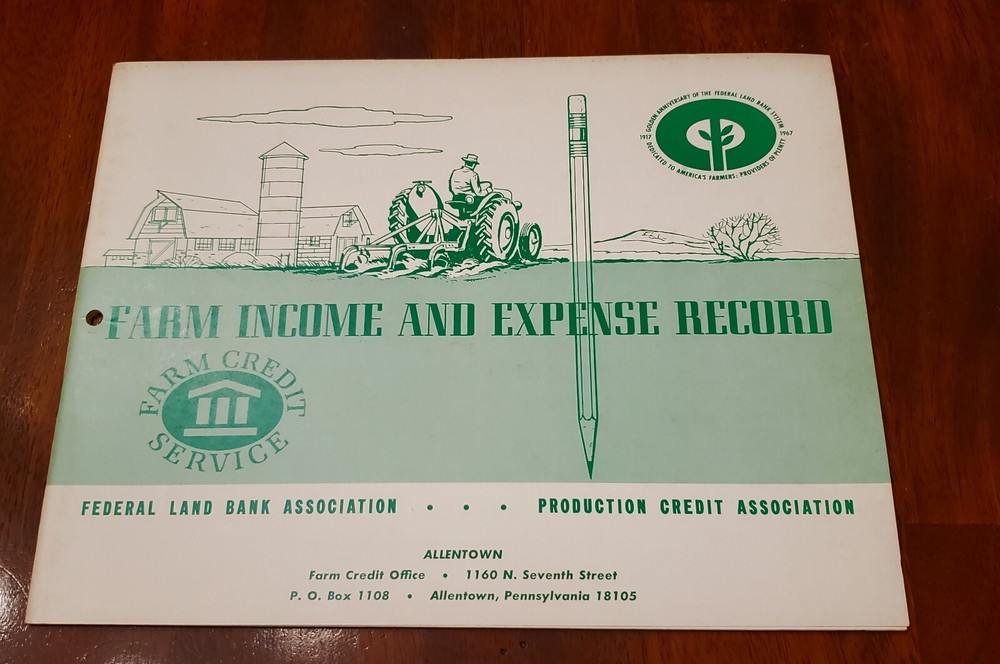 GOLDEN ANNIVERSARY OF THE FEDERAL LAND BANK SYSTEM
1917 1967
DEDICATED TO AMERICA'S FARMERS: PROVIDERS OF PLENTY
FARM INCOME AND EXPENSE RECORD
FARM CREDIT
SERVICE
FEDERAL LAND BANK ASSOCIATION • • • PRODUCTION CREDIT ASSOCIATION
ALLENTOWN
Farm Credit Office • 1160 N. Seventh Street
P. O. Box 1108 • Allentown, Pennsylvania 18105